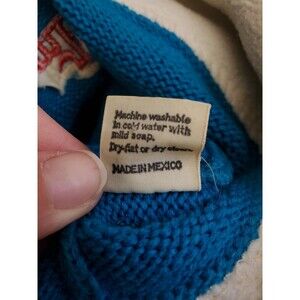 Machine washable
in cold water with
mild soap.
Dry-flat or dry
MADE IN MEXICO